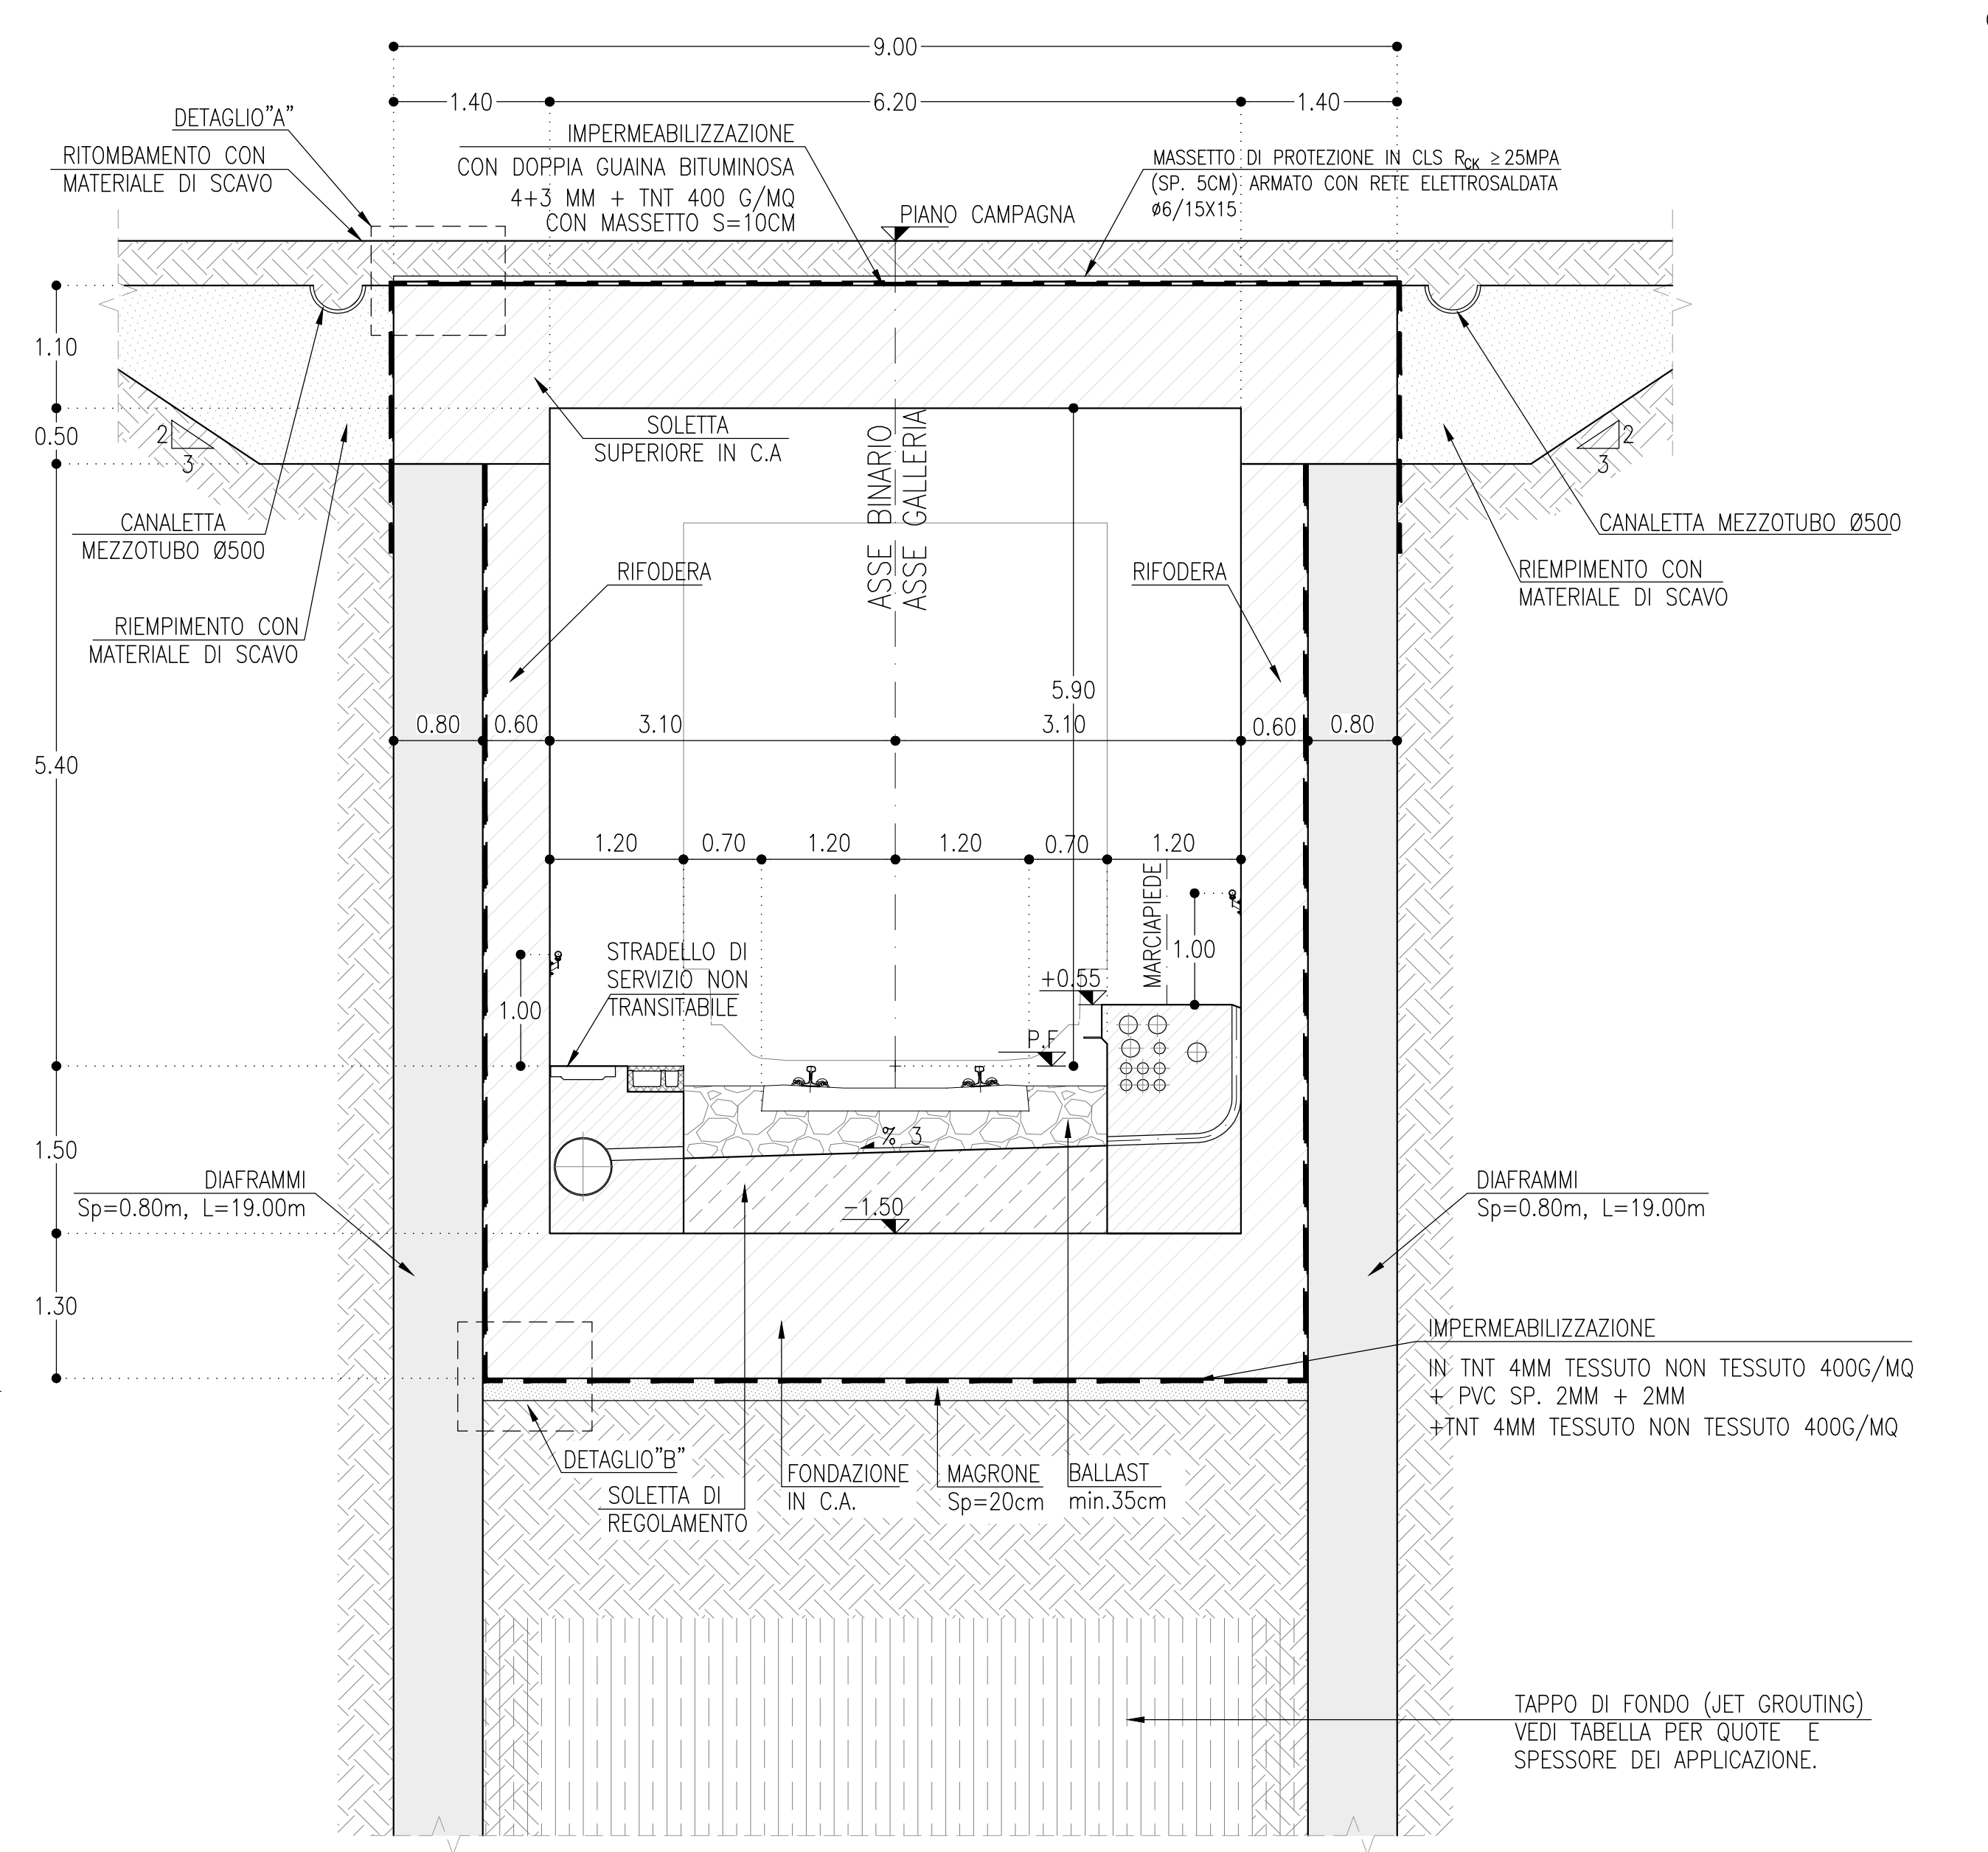 9.00
1.40
6.20
1.40
DETAGLIO"A"
RITOMBAMENTO CON
MATERIALE DI SCAVO
IMPERMEABILIZZAZIONE
CON DOPPIA GUAINA BITUMINOSA
4+3 MM + TNT 400 G/MQ
CON MASSETTO S=10CM
MASSETTO DI PROTEZIONE IN CLS RCK ≥25MPA
(SP. 5CM) ARMATO CON RETE ELETTROSALDATA
ø6/15X15
PIANO CAMPAGNA
1.10
0.50
5.40
1.50
1.30
2
3
2
3
SOLETTA
SUPERIORE IN C.A
ASSE BINARIO
ASSE GALLERIA
CANALETTA
MEZZOTUBO Ø500
CANALETTA MEZZOTUBO Ø500
RIEMPIMENTO CON
MATERIALE DI SCAVO
RIEMPIMENTO CON
MATERIALE DI SCAVO
RIFODERA
RIFODERA
5.90
0.80
0.60
3.10
3.10
0.60
0.80
1.20
0.70
1.20
1.20
0.70
1.20
MARCIAPIEDE
1.00
STRADELLO DI
SERVIZIO NON
TRANSITABILE
1.00
+0.55
P.F
% 3
-1.50
DIAFRAMMI
Sp=0.80m, L=19.00m
DIAFRAMMI
Sp=0.80m, L=19.00m
IMPERMEABILIZZAZIONE
IN TNT 4MM TESSUTO NON TESSUTO 400G/MQ
+ PVC SP. 2MM + 2MM
+TNT 4MM TESSUTO NON TESSUTO 400G/MQ
DETAGLIO"B"
SOLETTA DI
REGOLAMENTO
FONDAZIONE
IN C.A.
MAGRONE
Sp=20cm
BALLAST
min.35cm
TAPPO DI FONDO (JET GROUTING)
VEDI TABELLA PER QUOTE E
SPESSORE DEI APPLICAZIONE.